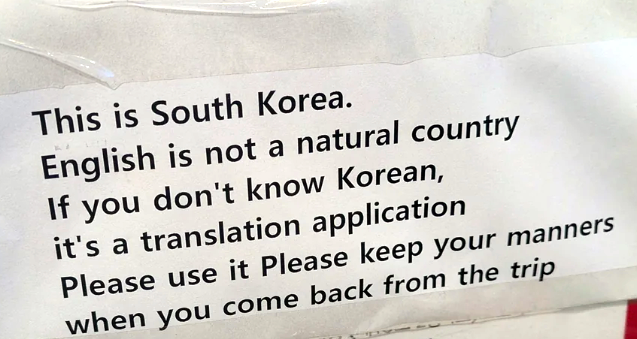 This is South Korea.
English is not a natural country
If you don't know Korean,
it's a translation application
Please use it Please keep your manners
when you come back from the trip